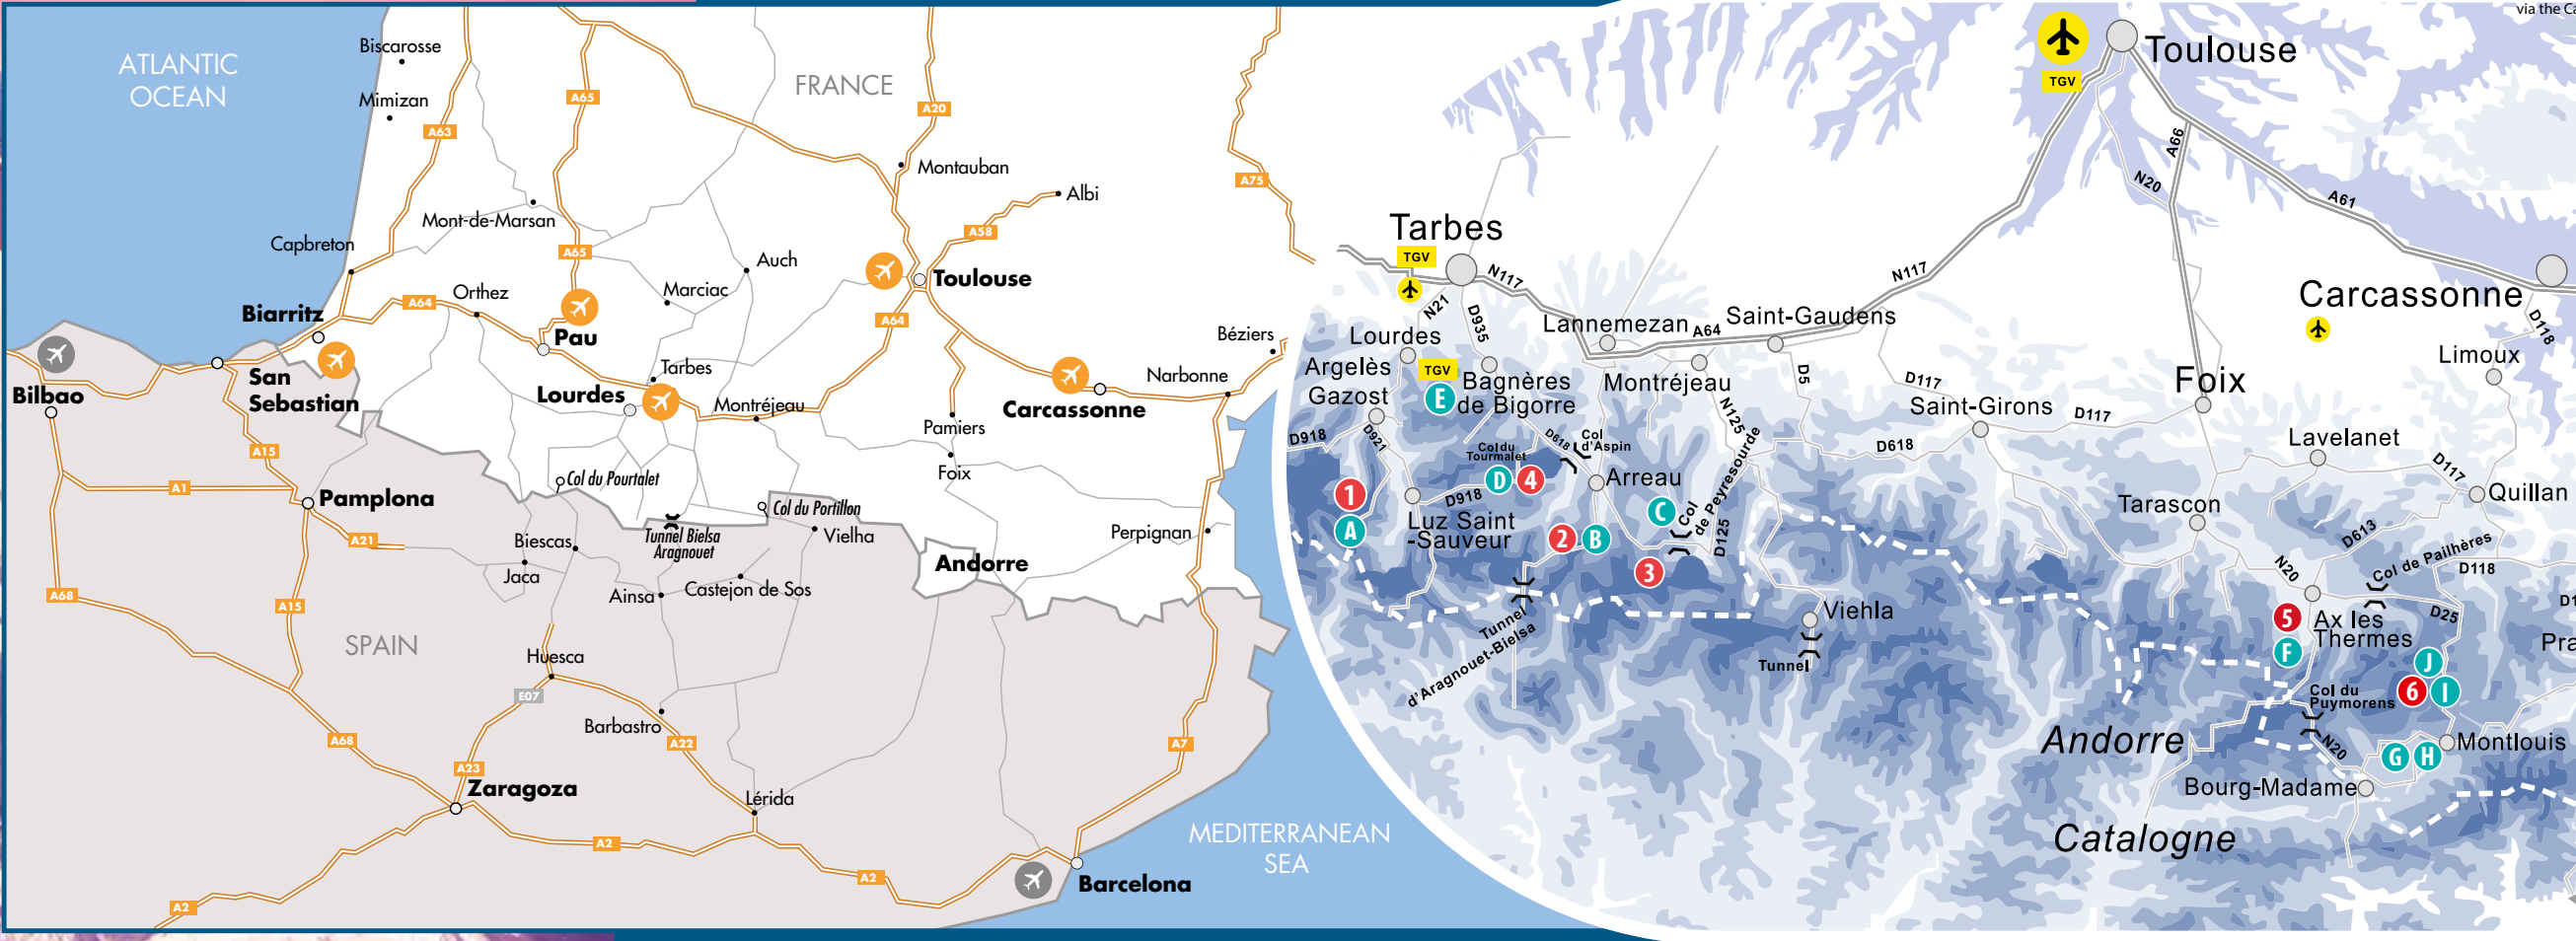 ATLANTIC
OCEAN
Biscarosse
Mimizan
A63
A65
FRANCE
A20
Montauban
A75
Albi
Mont-de-Marsan
Capbreton
A65
A58
Auch
Marciac
Toulouse
Biarritz
A64
Orthez
Pau
A64
Béziers
Bilbao
San
Sebastian
Tarbes
Lourdes
Montréjeau
Carcassonne
Narbonne
Pamiers
Foix
A15
A1
Pamplona
Col du Pourtalet
Col du Portillon
Tunnel Bielsa
Aragnouet
Vielha
Perpignan
A21
Biescas
Jaca
Andorre
Ainsa
Castejon de Sos
A68
A15
SPAIN
Huesca
E07
Barbastro
A68
A22
A7
A23
Zaragoza
Lérida
A2
A2
A2
Barcelona
MEDITERRANEAN
SEA
via the Ca
Toulouse
TGV
A66
N20
A61
Tarbes
TGV
N117
N117
N21
D935
Lourdes
Lannemezan
A64
Saint-Gaudens
Carcassonne
D118
Limoux
Argelès
Gazost
TGV
E
Bagnères
de Bigorre
Montréjeau
D5
D117
Foix
N125
Saint-Girons
D117
D918
D921
Col du
Tourmalet
D618
Col
d'Aspin
D618
Lavelanet
D117
Quillan
1
A
D
4
D918
Arreau
C
Col
de Peyresourde
D125
Luz Saint
-Sauveur
2
B
3
Tarascon
D613
Col de Pailhères
N20
D118
Tunnel
d'Aragnouet-Bielsa
Viehla
Tunnel
5
F
Ax les
Thermes
D25
D1
Pra
J
6
I
Col du
Puymorens
Andorre
N20
G
H
Montlouis
Bourg-Madame
Catalogne